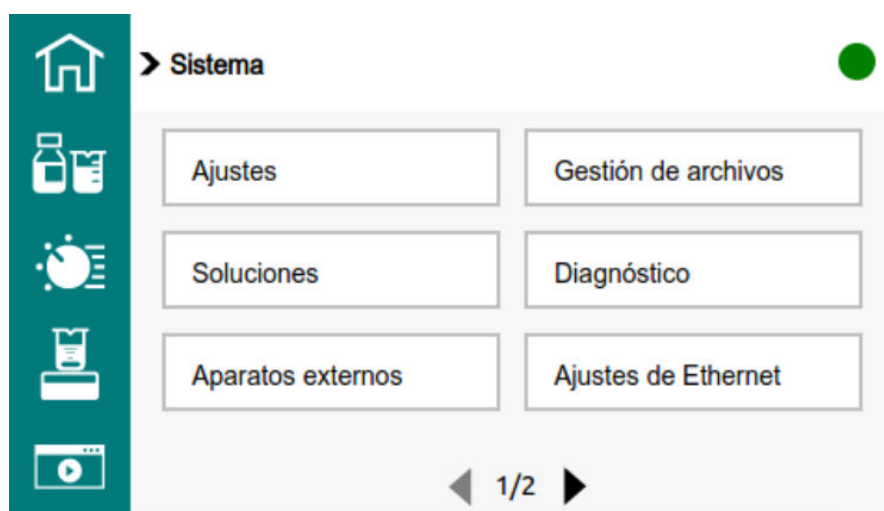 Sistema
Ajustes
Gestión de archivos
Soluciones
Diagnóstico
Aparatos externos
Ajustes de Ethernet
1/2